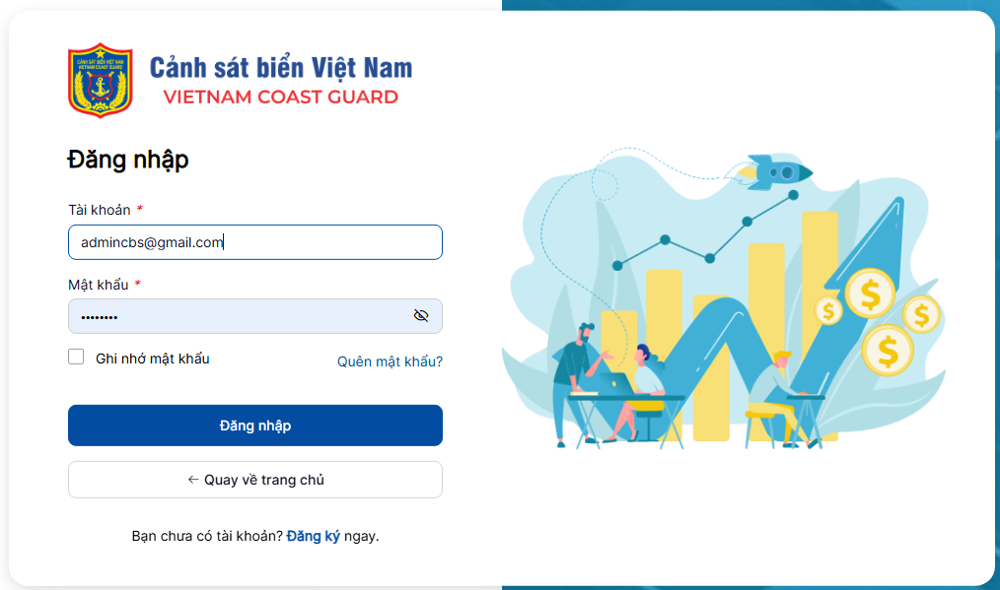 CẢNH SÁT BIỂN VIỆT NAM
VIETNAM COAST GUARD
Cảnh sát biển Việt Nam
VIETNAM COAST GUARD
Đăng nhập
Tài khoản *
admincbs@gmail.com
Mật khẩu *
••••••••
Ghi nhớ mật khẩu
Quên mật khẩu?
Đăng nhập
← Quay về trang chủ
Bạn chưa có tài khoản? Đăng ký ngay.
$
$
$
$